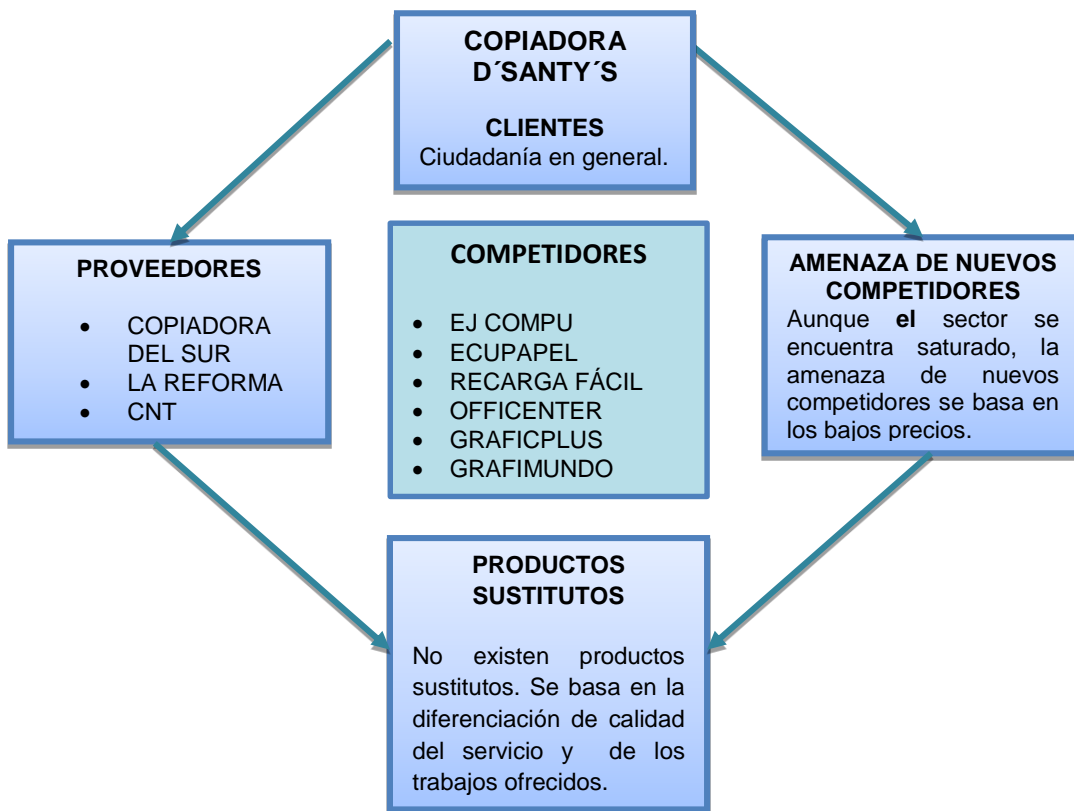 COPIADORA
D´SANTY´S
CLIENTES
Ciudadanía en general.
PROVEEDORES
• COPIADORA
DEL SUR
• LA REFORMA
• CNT
COMPETIDORES
• EJ COMPU
• ECUPAPEL
• RECARGA FÁCIL
• OFFICENTER
• GRAFICPLUS
• GRAFIMUNDO
AMENAZA DE NUEVOS
COMPETIDORES
Aunque el sector se
encuentra saturado, la
amenaza de nuevos
competidores se basa en
los bajos precios.
PRODUCTOS
SUSTITUTOS
No existen productos
sustitutos. Se basa en la
diferenciación de calidad
del servicio y de los
trabajos ofrecidos.